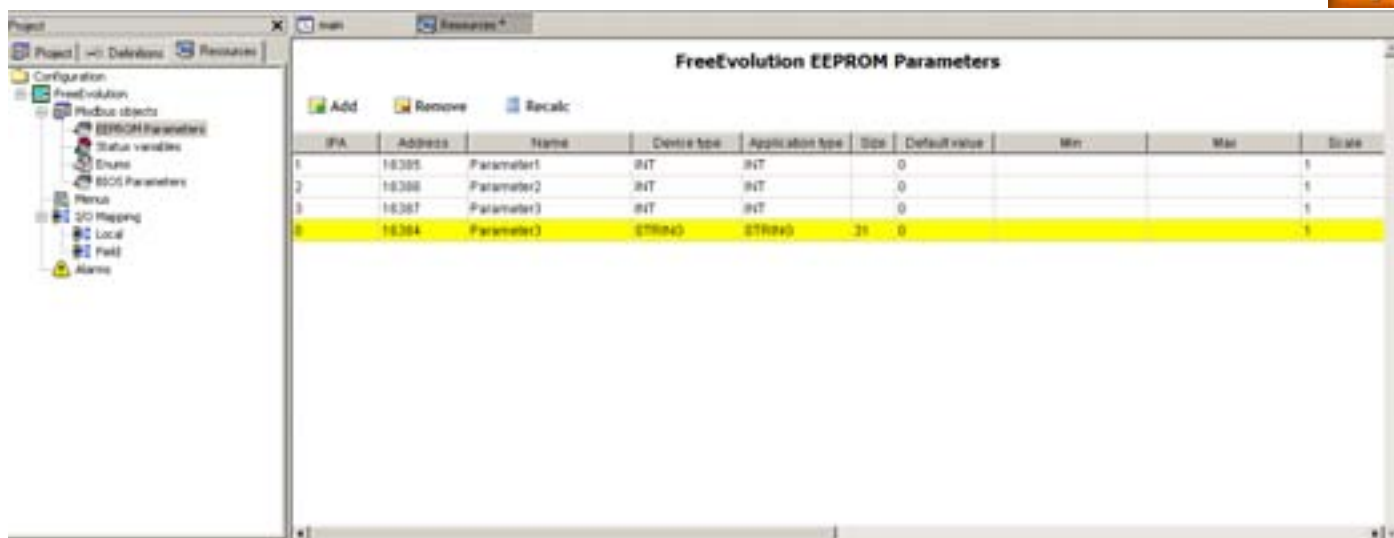 Project
main
Resources *
Project
Definitions
Resources
Configuration
FreeEvolution
Modbus objects
EEPROM Parameters
Status variables
Enums
BIOS Parameters
Menus
I/O Mapping
Local
Field
Alarms
FreeEvolution EEPROM Parameters
Add Remove Recalc
IPA Address Name Device type Application type Size Default value Min Max Scale
1 16385 Parameter1 INT INT 0 1
2 16386 Parameter2 INT INT 0 1
3 16387 Parameter3 INT INT 0 1
0 16384 Parameter3 STRING STRING 0 1